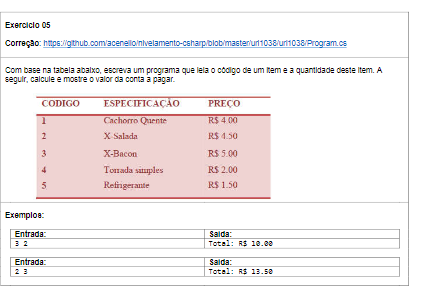 Exercício 05
Correção: https://github.com/acenelio/nivelamento-csharp/blob/master/uri1038/uri1038/Program.cs
Com base na tabela abaixo, escreva um programa que leia o código de um item e a quantidade deste item. A
seguir, calcule e mostre o valor da conta a pagar.
CODIGO ESPECIFICAÇÃO PREÇO
1 Cachorro Quente R$ 4.00
2 X-Salada R$ 4.50
3 X-Bacon R$ 5.00
4 Torrada simples R$ 2.00
5 Refrigerante R$ 1.50
Exemplos:
Entrada: Saída:
3 2 Total: R$ 10.00
Entrada: Saída:
2 3 Total: R$ 13.50